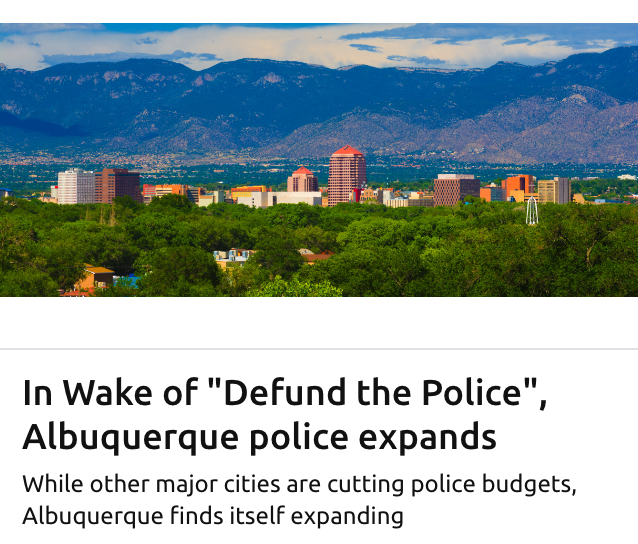 In Wake of "Defund the Police",
Albuquerque police expands
While other major cities are cutting police budgets,
Albuquerque finds itself expanding